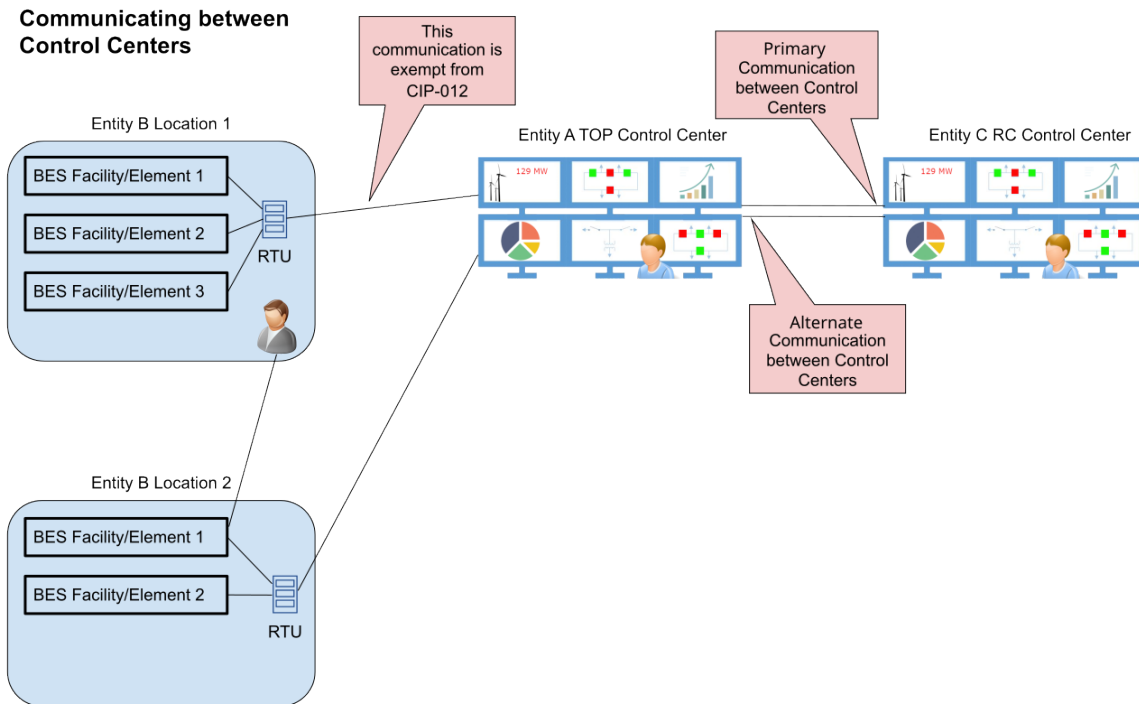 Communicating between
Control Centers
This
communication is
exempt from
CIP-012
Primary
Communication
between Control
Centers
Entity B Location 1
Entity A TOP Control Center
Entity C RC Control Center
BES Facility/Element 1
BES Facility/Element 2
BES Facility/Element 3
RTU
129 MW
129 MW
Alternate
Communication
between Control
Centers
Entity B Location 2
BES Facility/Element 1
BES Facility/Element 2
RTU